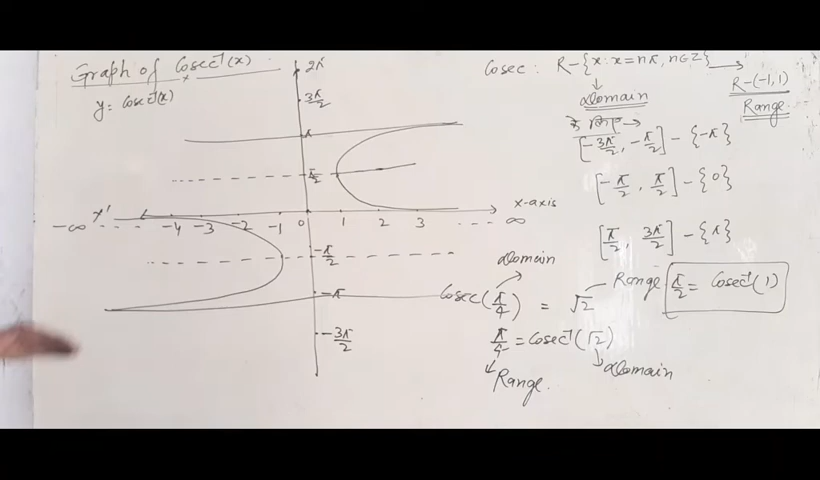 Graph of Cosec⁻¹(x)
y = Cosec⁻¹(x)
2π
3π/2
π
π/2
x-axis
x'
-∞ -4 -3 -2 -1 0 1 2 3 ∞
-π/2
-π
-3π/2
Cosec : R-{x : x=nπ, n∈Z} → R-(-1,1)
Domain
Range
[-3π/2, -π/2] - {-π}
[-π/2, π/2] - {0}
[π/2, 3π/2] - {π}
Domain
Cosec(π/4) = √2 Range
π/2 = Cosec⁻¹(1)
π/4 = Cosec⁻¹(√2)
Range. Domain